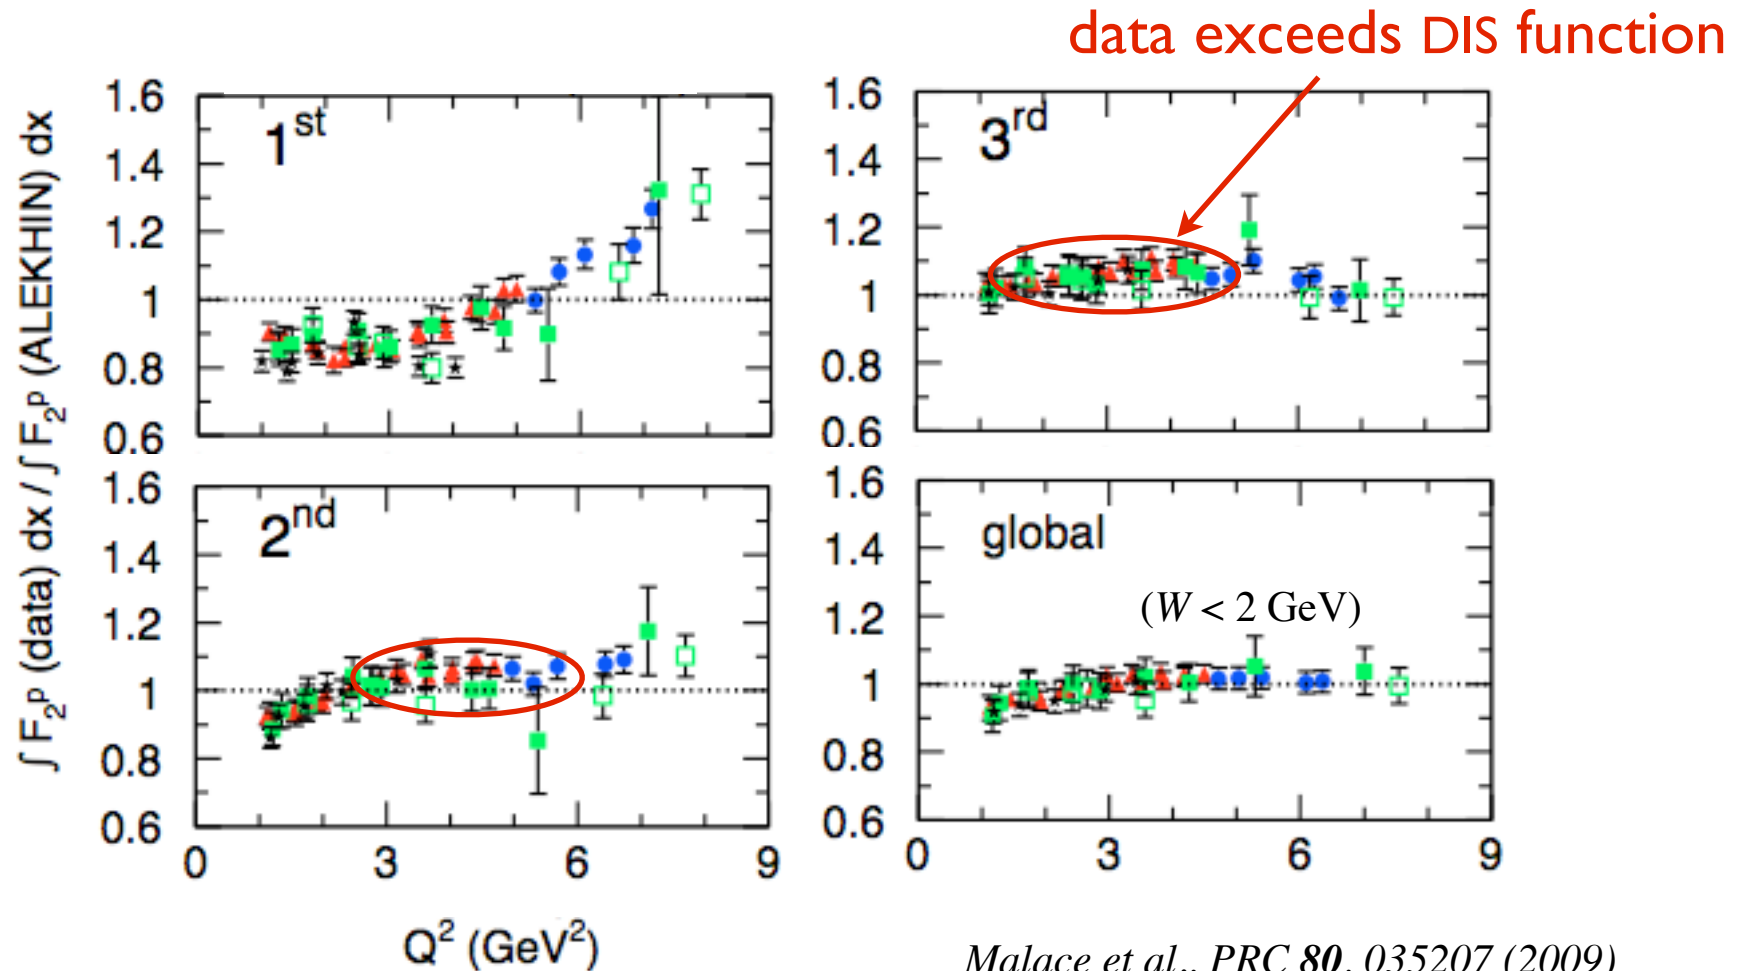 data exceeds DIS function
∫ F₂ᵖ (data) dx / ∫ F₂ᵖ (ALEKHIN) dx
1.6
1.4
1.2
1
0.8
0.6
1ˢᵗ
1.6
1.4
1.2
1
0.8
0.6
3ʳᵈ
1.6
1.4
1.2
1
0.8
0.6
2ⁿᵈ
0 3 6 9
1.6
1.4
1.2
1
0.8
0.6
global
(W < 2 GeV)
0 3 6 9
Q² (GeV²)
Malace et al., PRC 80, 035207 (2009)